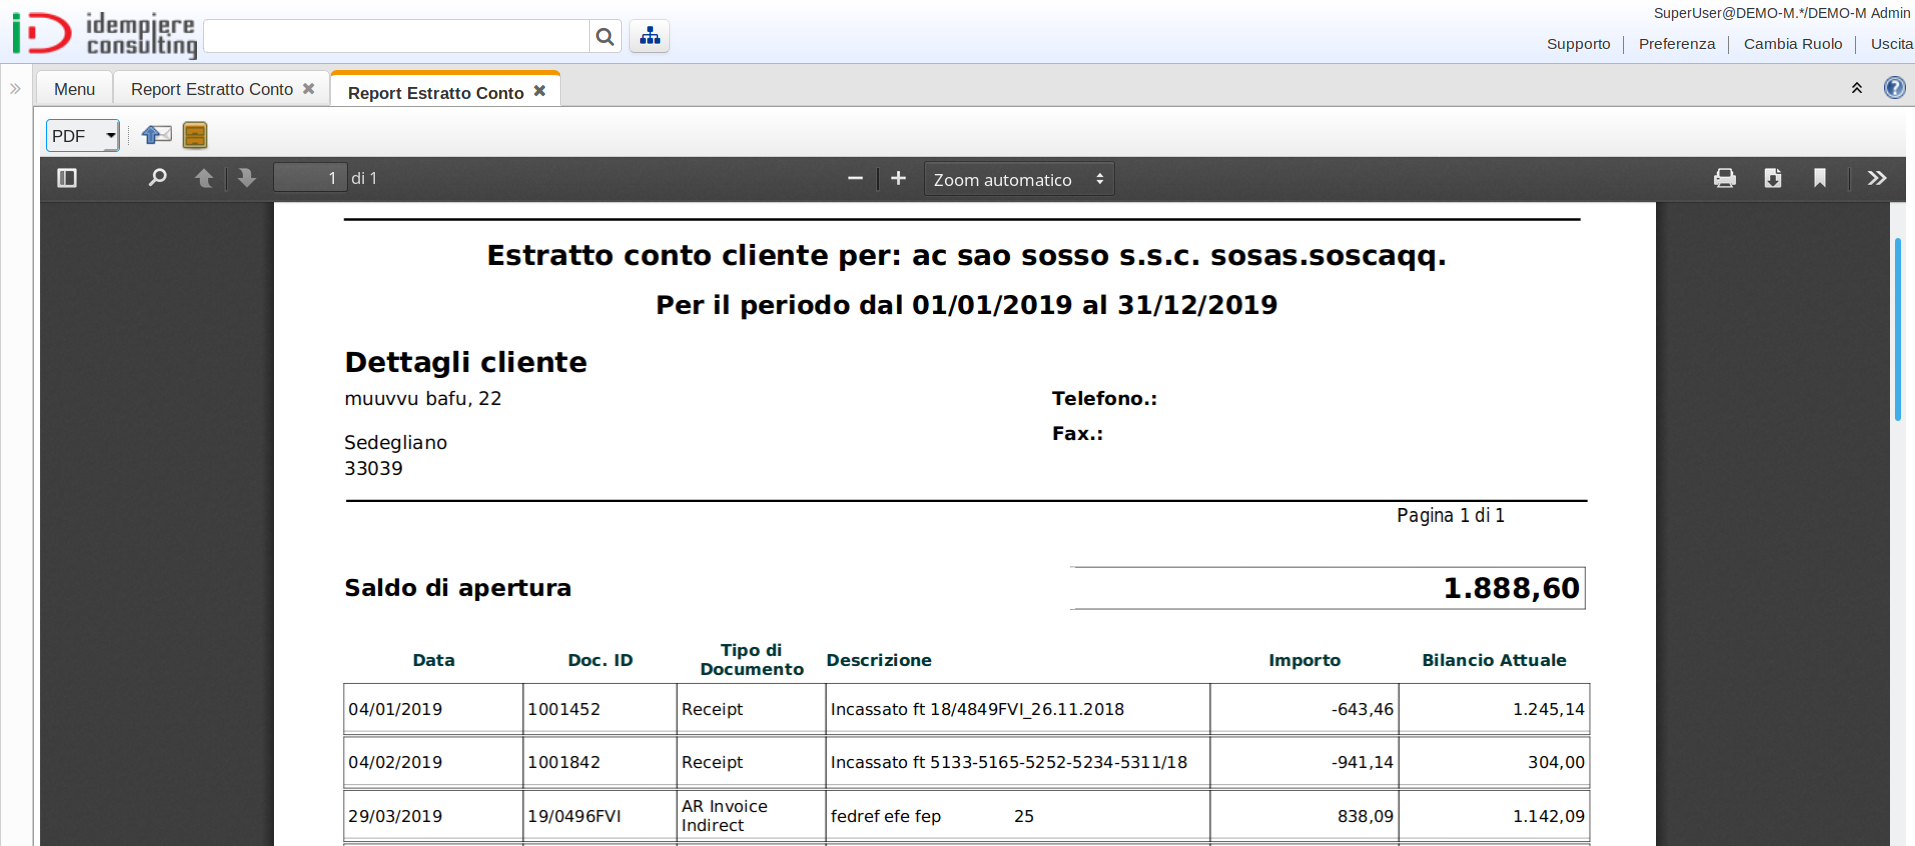 idempiere
consulting
SuperUser@DEMO-M.*/DEMO-M Admin
Supporto Preferenza Cambia Ruolo Uscita
Menu Report Estratto Conto Report Estratto Conto
PDF
1 di 1 Zoom automatico
Estratto conto cliente per: ac sao sosso s.s.c. sosas.soscaqq.
Per il periodo dal 01/01/2019 al 31/12/2019
Dettagli cliente
muuvvu bafu, 22 Telefono.:
Fax.:
Sedegliano
33039
Pagina 1 di 1
Saldo di apertura 1.888,60
Data Doc. ID Tipo di Documento Descrizione Importo Bilancio Attuale
04/01/2019 1001452 Receipt Incassato ft 18/4849FVI_26.11.2018 -643,46 1.245,14
04/02/2019 1001842 Receipt Incassato ft 5133-5165-5252-5234-5311/18 -941,14 304,00
29/03/2019 19/0496FVI AR Invoice Indirect fedref efe fep 25 838,09 1.142,09